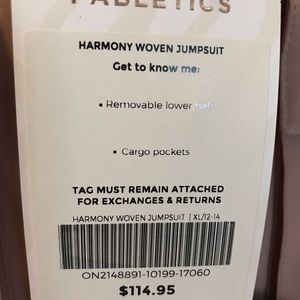 FABLETICS
HARMONY WOVEN JUMPSUIT
Get to know me:
• Removable lower half
• Cargo pockets
TAG MUST REMAIN ATTACHED
FOR EXCHANGES & RETURNS
HARMONY WOVEN JUMPSUIT | XL/12-14
ON2148891-10199-17060
$114.95